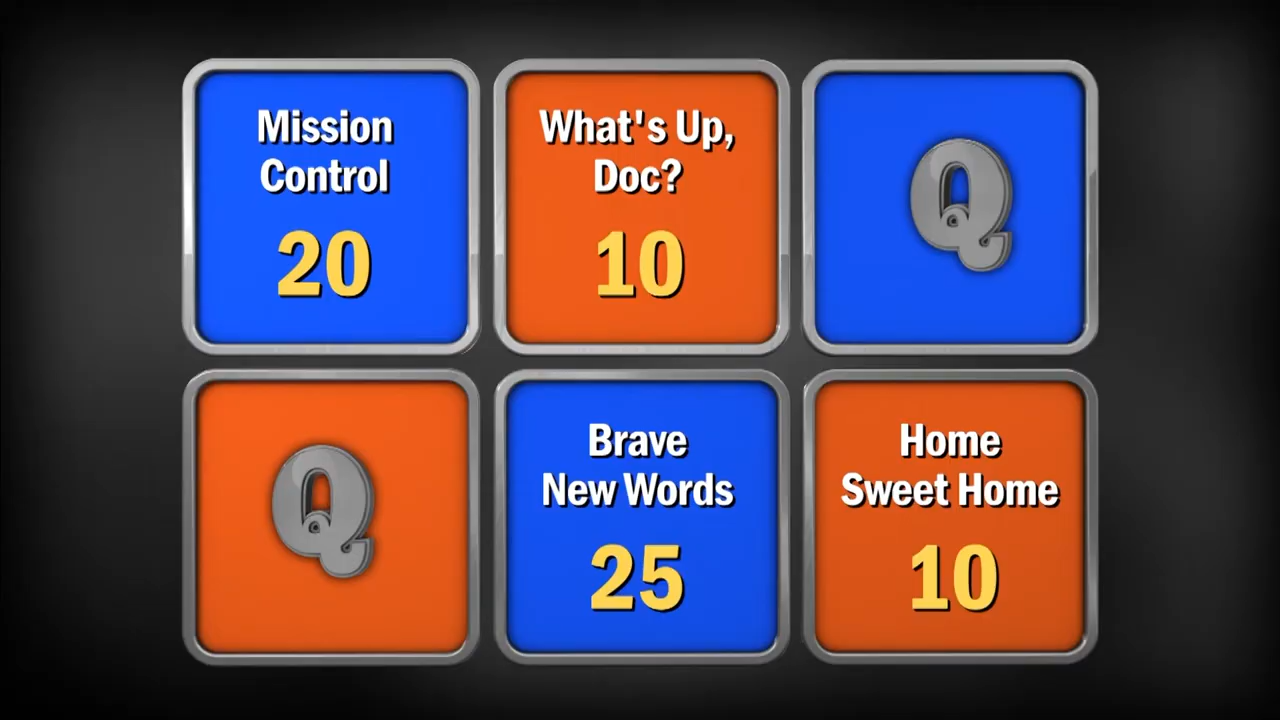 Mission
Control
20
What's Up,
Doc?
10
Q
Q
Brave
New Words
25
Home
Sweet Home
10